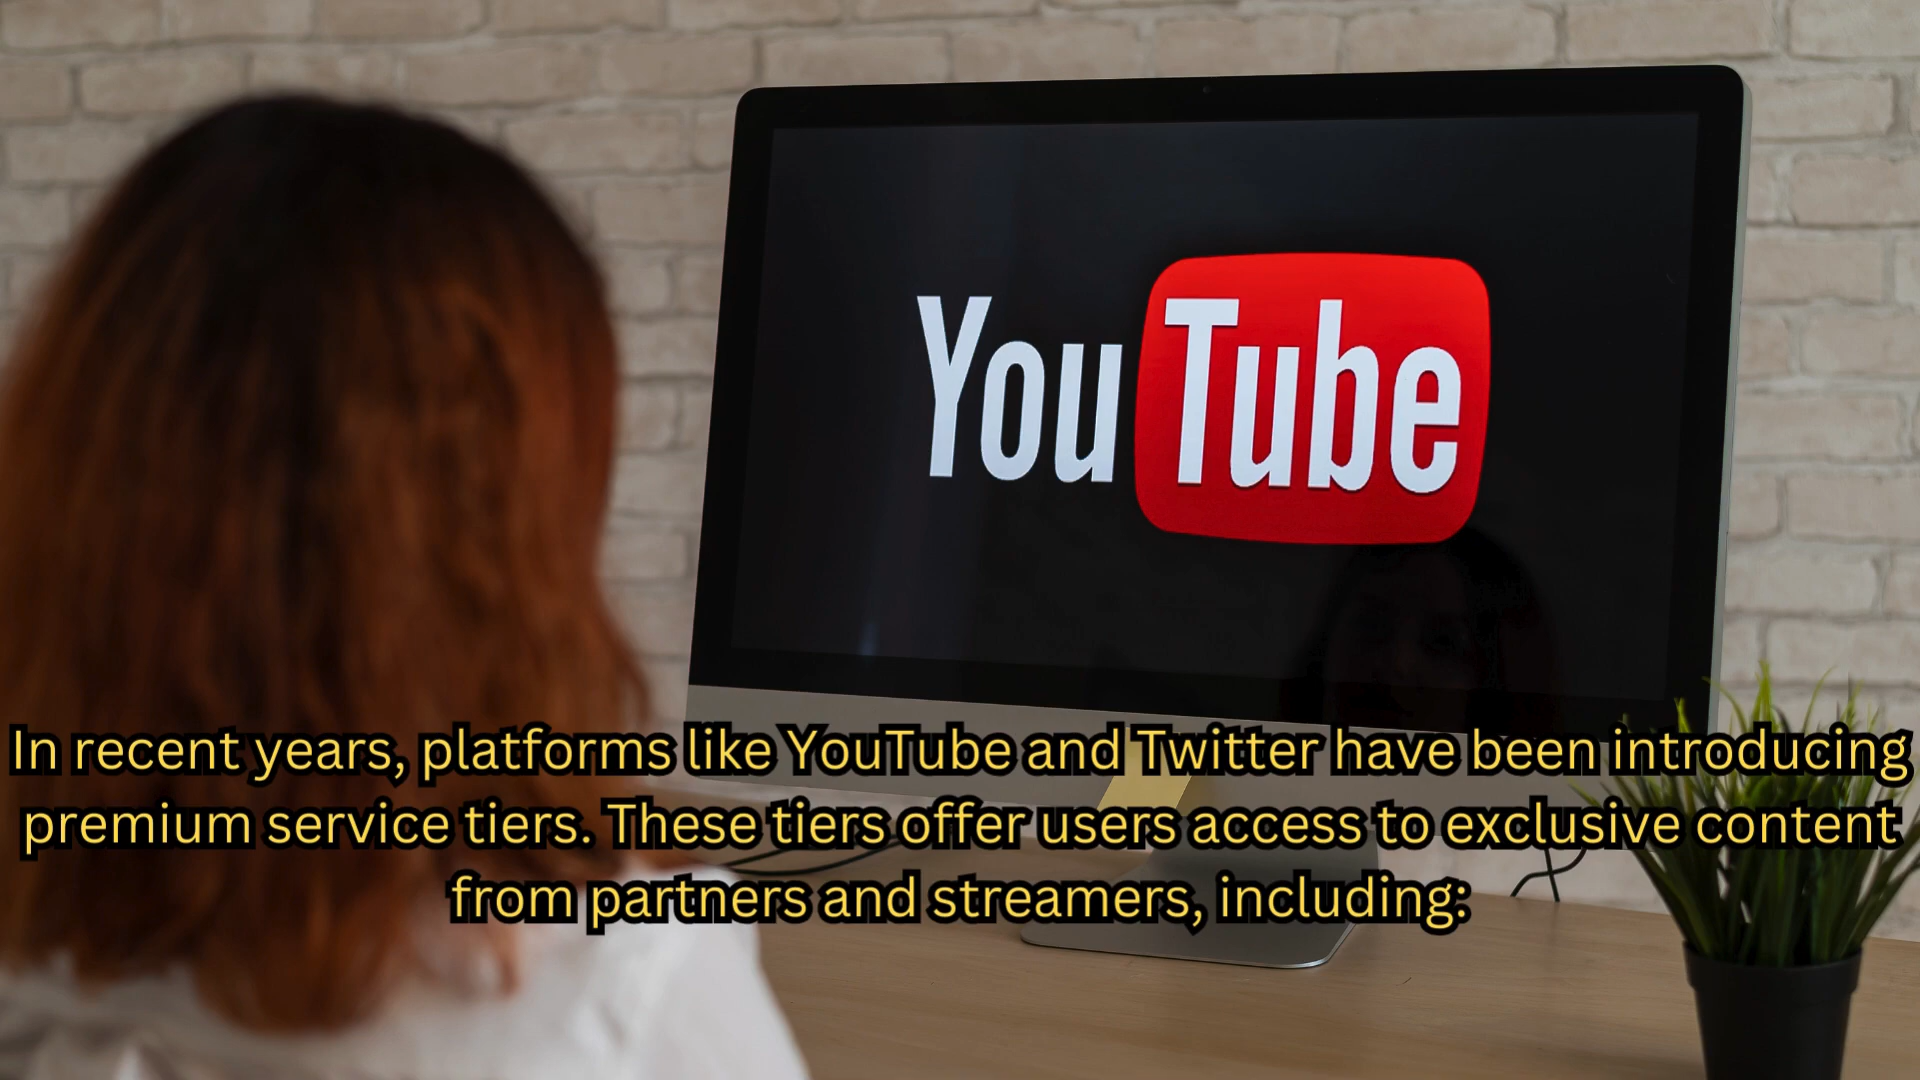 YouTube
In recent years, platforms like YouTube and Twitter have been introducing
premium service tiers. These tiers offer users access to exclusive content
from partners and streamers, including: